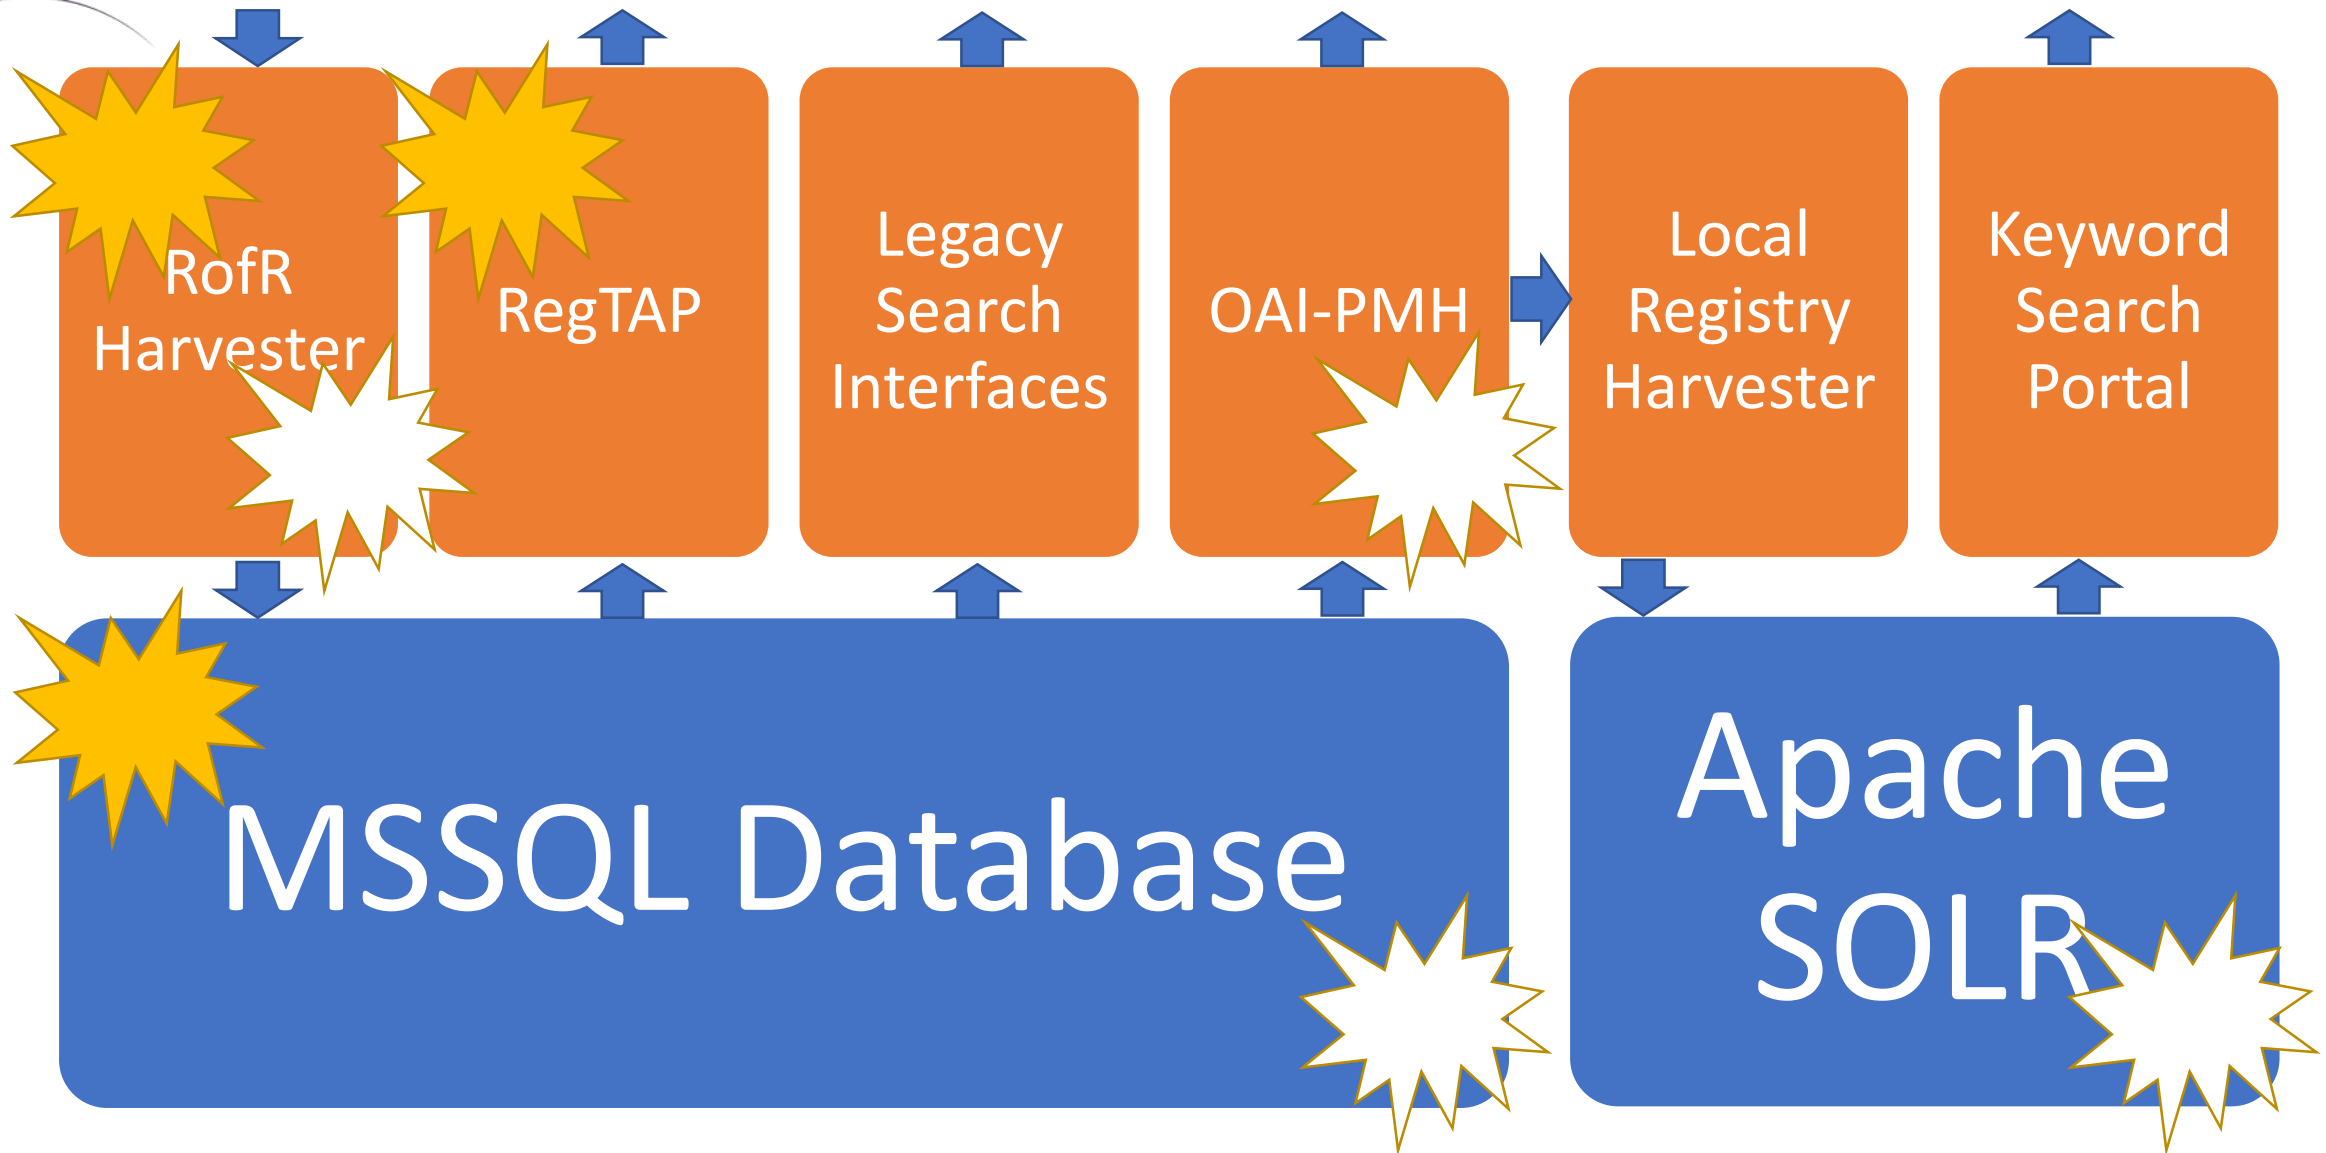 RofR
Harvester
RegTAP
Legacy
Search
Interfaces
OAI-PMH
Local
Registry
Harvester
Keyword
Search
Portal
MSSQL Database
Apache
SOLR